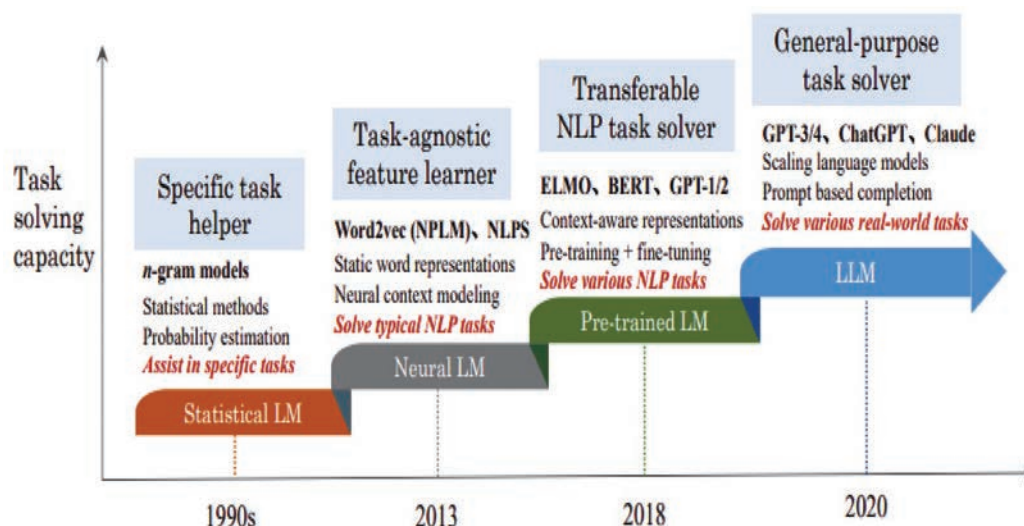 Task
solving
capacity
Specific task
helper
n-gram models
Statistical methods
Probability estimation
Assist in specific tasks
Statistical LM
1990s
Task-agnostic
feature learner
Word2vec (NPLM)、NLPS
Static word representations
Neural context modeling
Solve typical NLP tasks
Neural LM
2013
Transferable
NLP task solver
ELMO、BERT、GPT-1/2
Context-aware representations
Pre-training + fine-tuning
Solve various NLP tasks
Pre-trained LM
2018
General-purpose
task solver
GPT-3/4、ChatGPT、Claude
Scaling language models
Prompt based completion
Solve various real-world tasks
LLM
2020